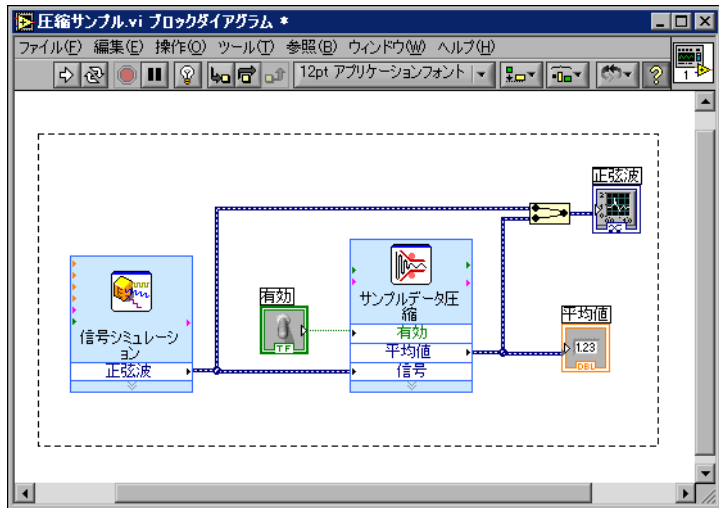 圧縮サンプル.vi ブロックダイアグラム *
ファイル(F) 編集(E) 操作(O) ツール(T) 参照(B) ウィンドウ(W) ヘルプ(H)
12pt アプリケーションフォント
1
正弦波
信号シミュレーシ
ョン
正弦波
有効
TF
サンプルデータ圧
縮
有効
平均値
信号
平均値
1.23
DBL